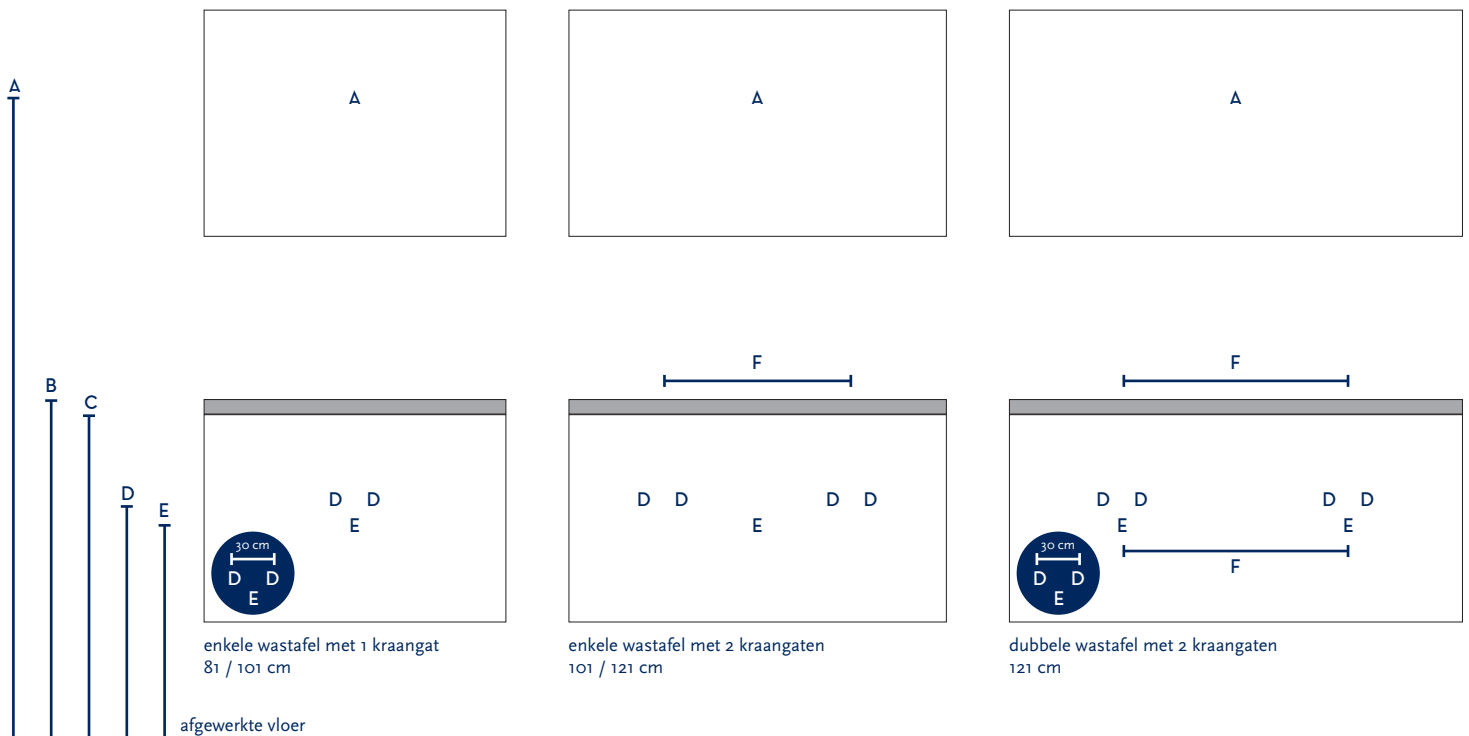 A
A
A
A
B
C
D
E
D D
E
30 cm
D D
E
enkele wastafel met 1 kraangat
81 / 101 cm
F
D D D D
E
enkele wastafel met 2 kraangaten
101 / 121 cm
F
D D D D
E E
F
30 cm
D D
E
dubbele wastafel met 2 kraangaten
121 cm
afgewerkte vloer